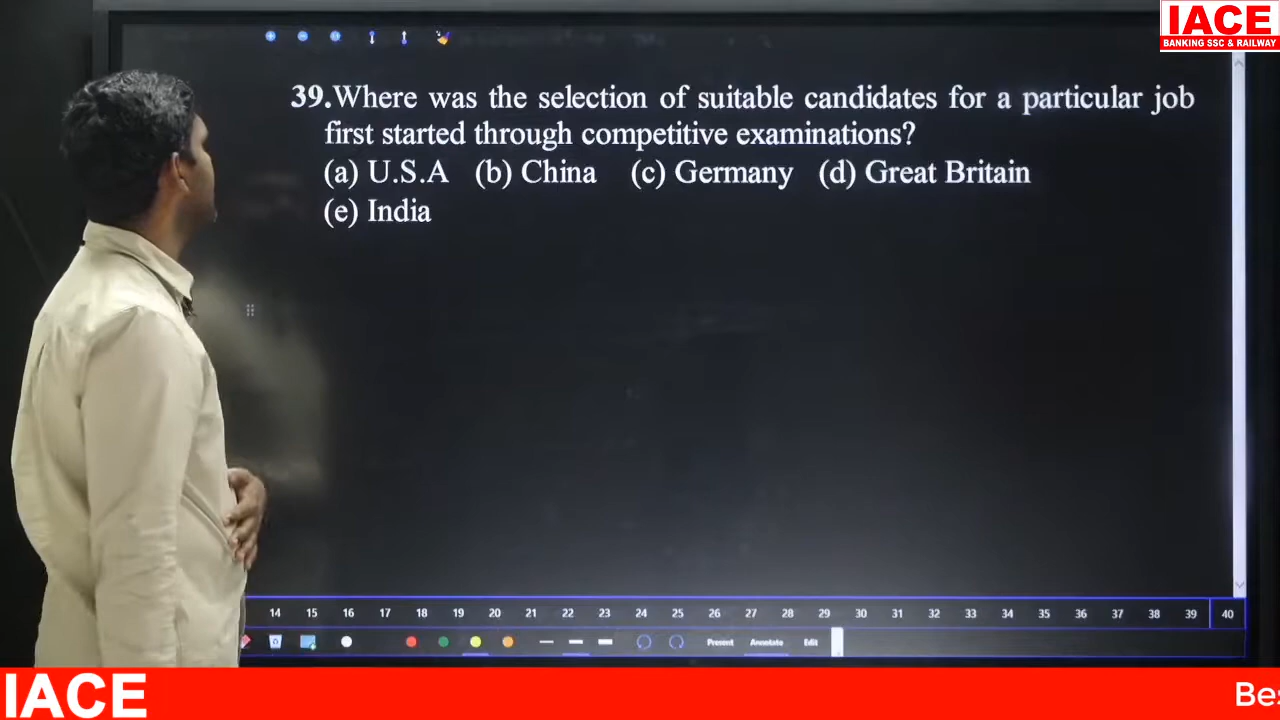 IACE
BANKING SSC & RAILWAY
39.Where was the selection of suitable candidates for a particular job
first started through competitive examinations?
(a) U.S.A (b) China (c) Germany (d) Great Britain
(e) India
14 15 16 17 18 19 20 21 22 23 24 25 26 27 28 29 30 31 32 33 34 35 36 37 38 39 40
Present Annotate Edit
IACE